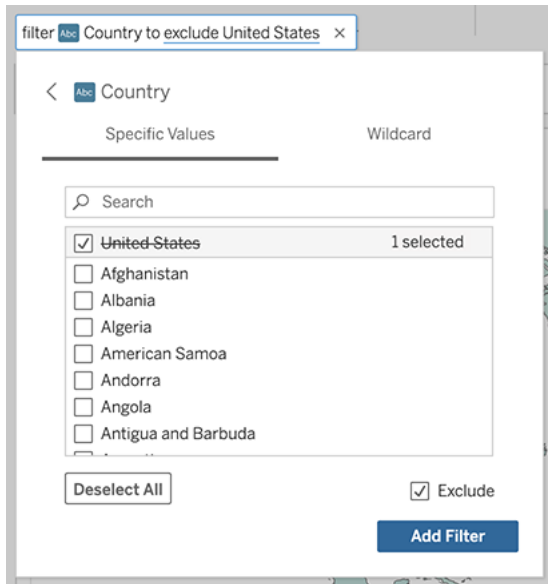 filter Abc Country to exclude United States ×
Abc Country
Specific Values Wildcard
Search
United States 1 selected
Afghanistan
Albania
Algeria
American Samoa
Andorra
Angola
Antigua and Barbuda
Deselect All Exclude
Add Filter